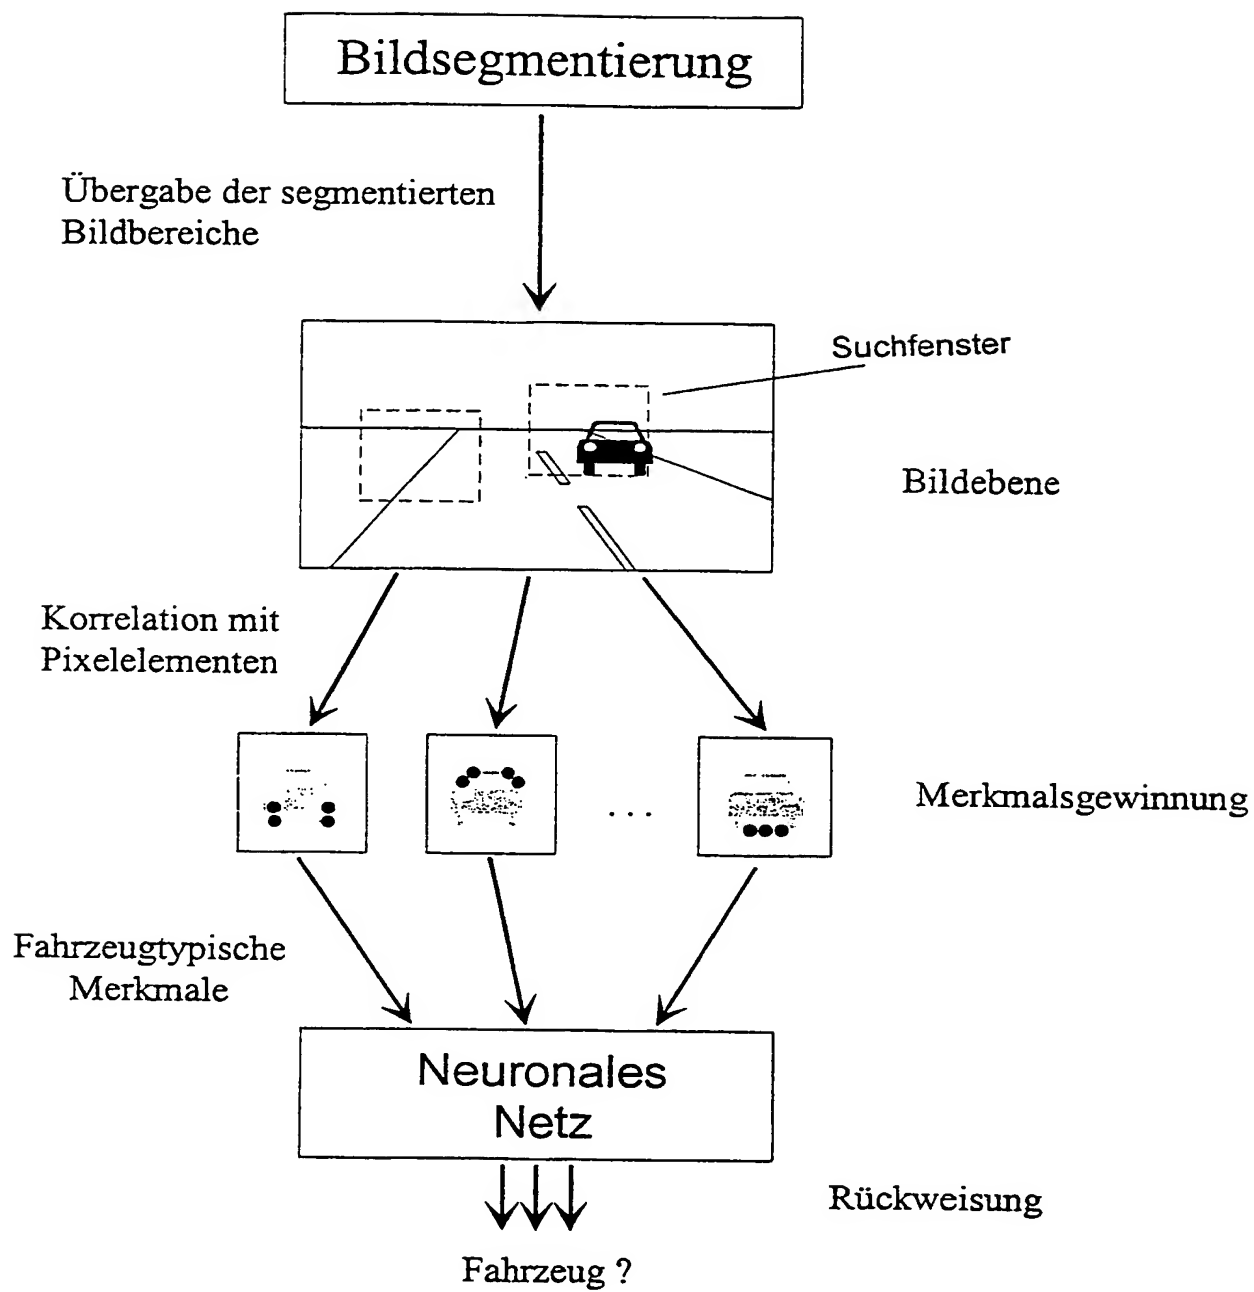 Bildsegmentierung
Übergabe der segmentierten
Bildbereiche
Suchfenster
Bildebene
Korrelation mit
Pixelelementen
. . .
Merkmalsgewinnung
Fahrzeugtypische
Merkmale
Neuronales
Netz
Rückweisung
Fahrzeug ?